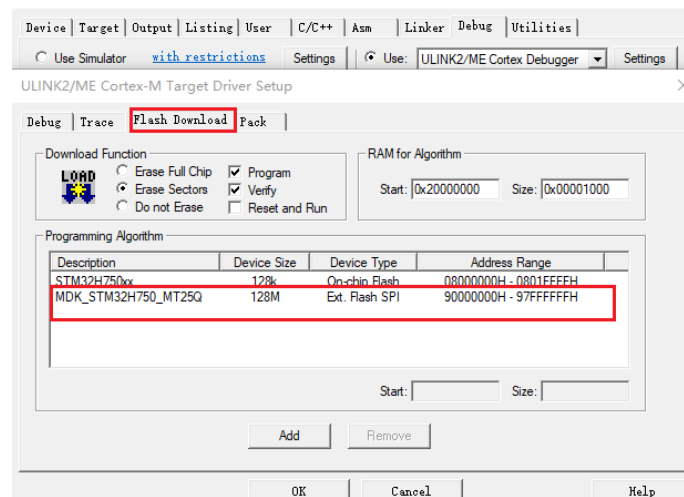 Device Target Output Listing User C/C++ Asm Linker Debug Utilities
Use Simulator with restrictions Settings Use: ULINK2/ME Cortex Debugger Settings
ULINK2/ME Cortex-M Target Driver Setup
Debug Trace Flash Download Pack
Download Function RAM for Algorithm
LOAD Erase Full Chip Program
Erase Sectors Verify Start: 0x20000000 Size: 0x00001000
Do not Erase Reset and Run
Programming Algorithm
Description Device Size Device Type Address Range
STM32H750xx 128k On-chip Flash 08000000H - 0801FFFFH
MDK_STM32H750_MT25Q 128M Ext. Flash SPI 90000000H - 97FFFFFFH
Start: Size:
Add Remove
OK Cancel Help